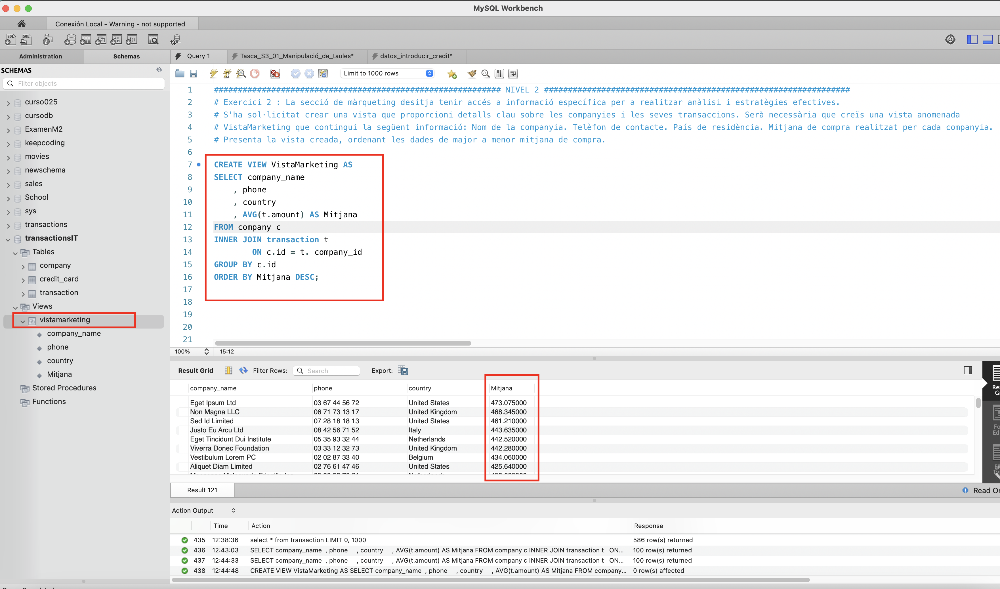 MySQL Workbench
Conexión Local - Warning - not supported
Administration
Schemas
Query 1
Tasca_S3_01_Manipulació_de_taules*
datos_introducir_credit*
SCHEMAS
Filter objects
Limit to 1000 rows
curso025
cursodb
ExamenM2
keepcoding
movies
newschema
sales
School
sys
transactions
transactionsIT
Tables
company
credit_card
transaction
Views
vistamarketing
company_name
phone
country
Mitjana
Stored Procedures
Functions
1 ############################################################ NIVEL 2 ################################################################
2 # Exercici 2 : La secció de màrqueting desitja tenir accés a informació específica per a realitzar anàlisi i estratègies efectives.
3 # S'ha sol·licitat crear una vista que proporcioni detalls clau sobre les companyies i les seves transaccions. Serà necessària que creïs una vista anomenada
4 # VistaMarketing que contingui la següent informació: Nom de la companyia. Telèfon de contacte. País de residència. Mitjana de compra realitzat per cada companyia.
5 # Presenta la vista creada, ordenant les dades de major a menor mitjana de compra.
6
7 CREATE VIEW VistaMarketing AS
8 SELECT company_name
9 , phone
10 , country
11 , AVG(t.amount) AS Mitjana
12 FROM company c
13 INNER JOIN transaction t
14 ON c.id = t. company_id
15 GROUP BY c.id
16 ORDER BY Mitjana DESC;
17
18
19
20
21
100% 15:12
Result Grid Filter Rows: Search Export:
company_name phone country Mitjana
Eget Ipsum Ltd 03 67 44 56 72 United States 473.075000
Non Magna LLC 06 71 73 13 17 United Kingdom 468.345000
Sed Id Limited 07 28 18 18 13 United States 461.210000
Justo Eu Arcu Ltd 08 42 56 71 52 Italy 443.635000
Eget Tincidunt Dui Institute 05 35 93 32 44 Netherlands 442.520000
Viverra Donec Foundation 03 33 12 32 73 United Kingdom 442.280000
Vestibulum Lorem PC 02 02 87 33 40 Belgium 434.060000
Aliquet Diam Limited 02 76 61 47 46 United States 425.640000
Result 121
Action Output
Time Action Response
435 12:38:36 select * from transaction LIMIT 0, 1000 586 row(s) returned
436 12:43:03 SELECT company_name , phone , country , AVG(t.amount) AS Mitjana FROM company c INNER JOIN transaction t ON... 100 row(s) returned
437 12:44:33 SELECT company_name , phone , country , AVG(t.amount) AS Mitjana FROM company c INNER JOIN transaction t ON... 100 row(s) returned
438 12:44:48 CREATE VIEW VistaMarketing AS SELECT company_name , phone , country , AVG(t.amount) AS Mitjana FROM company... 0 row(s) affected